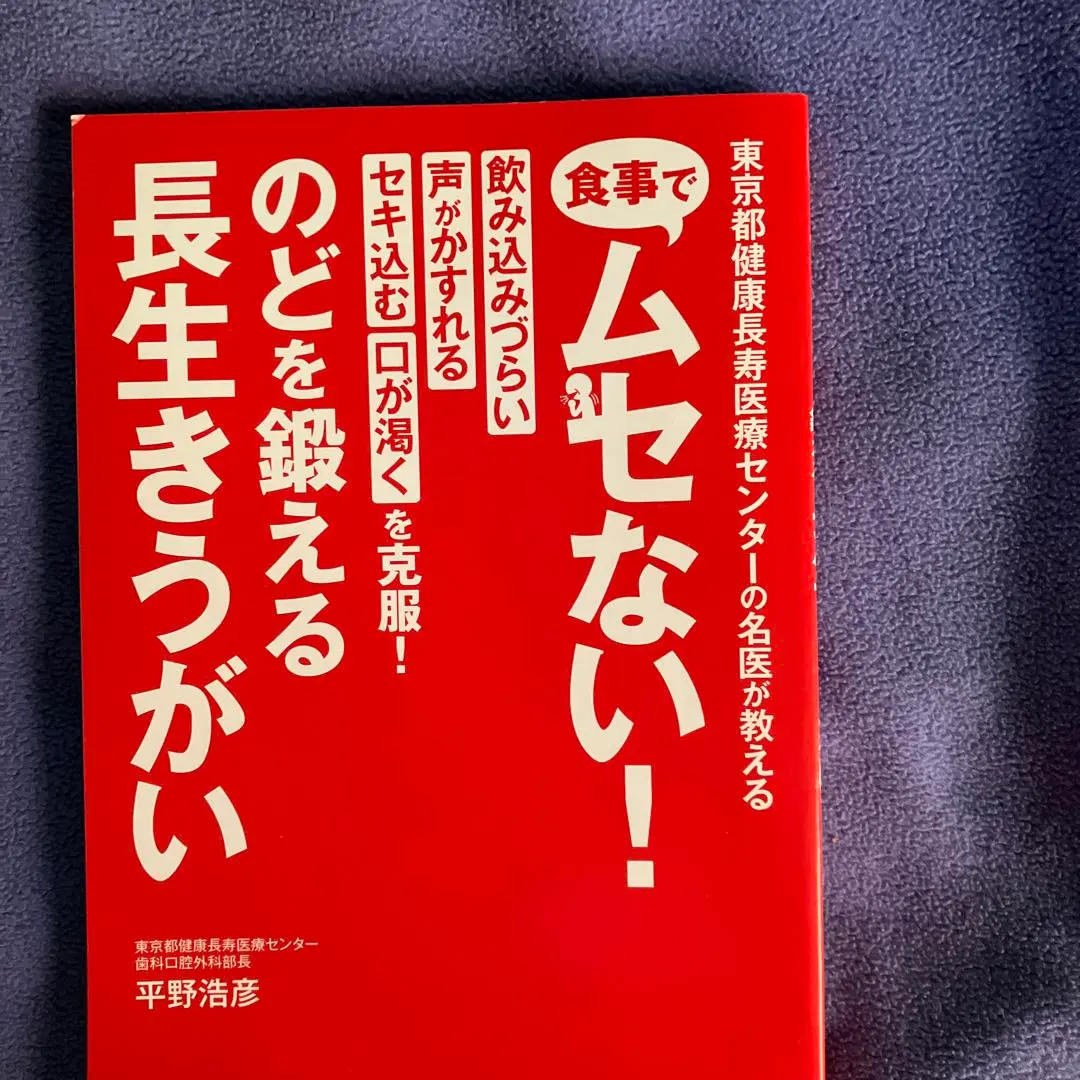 東京都健康長寿医療センターの名医が教える
食事で
ムセない!
飲み込みづらい
声がかすれる
セキ込む 口が渇く を克服!
のどを鍛える
長生きうがい
東京都健康長寿医療センター
歯科口腔外科部長
平野浩彦